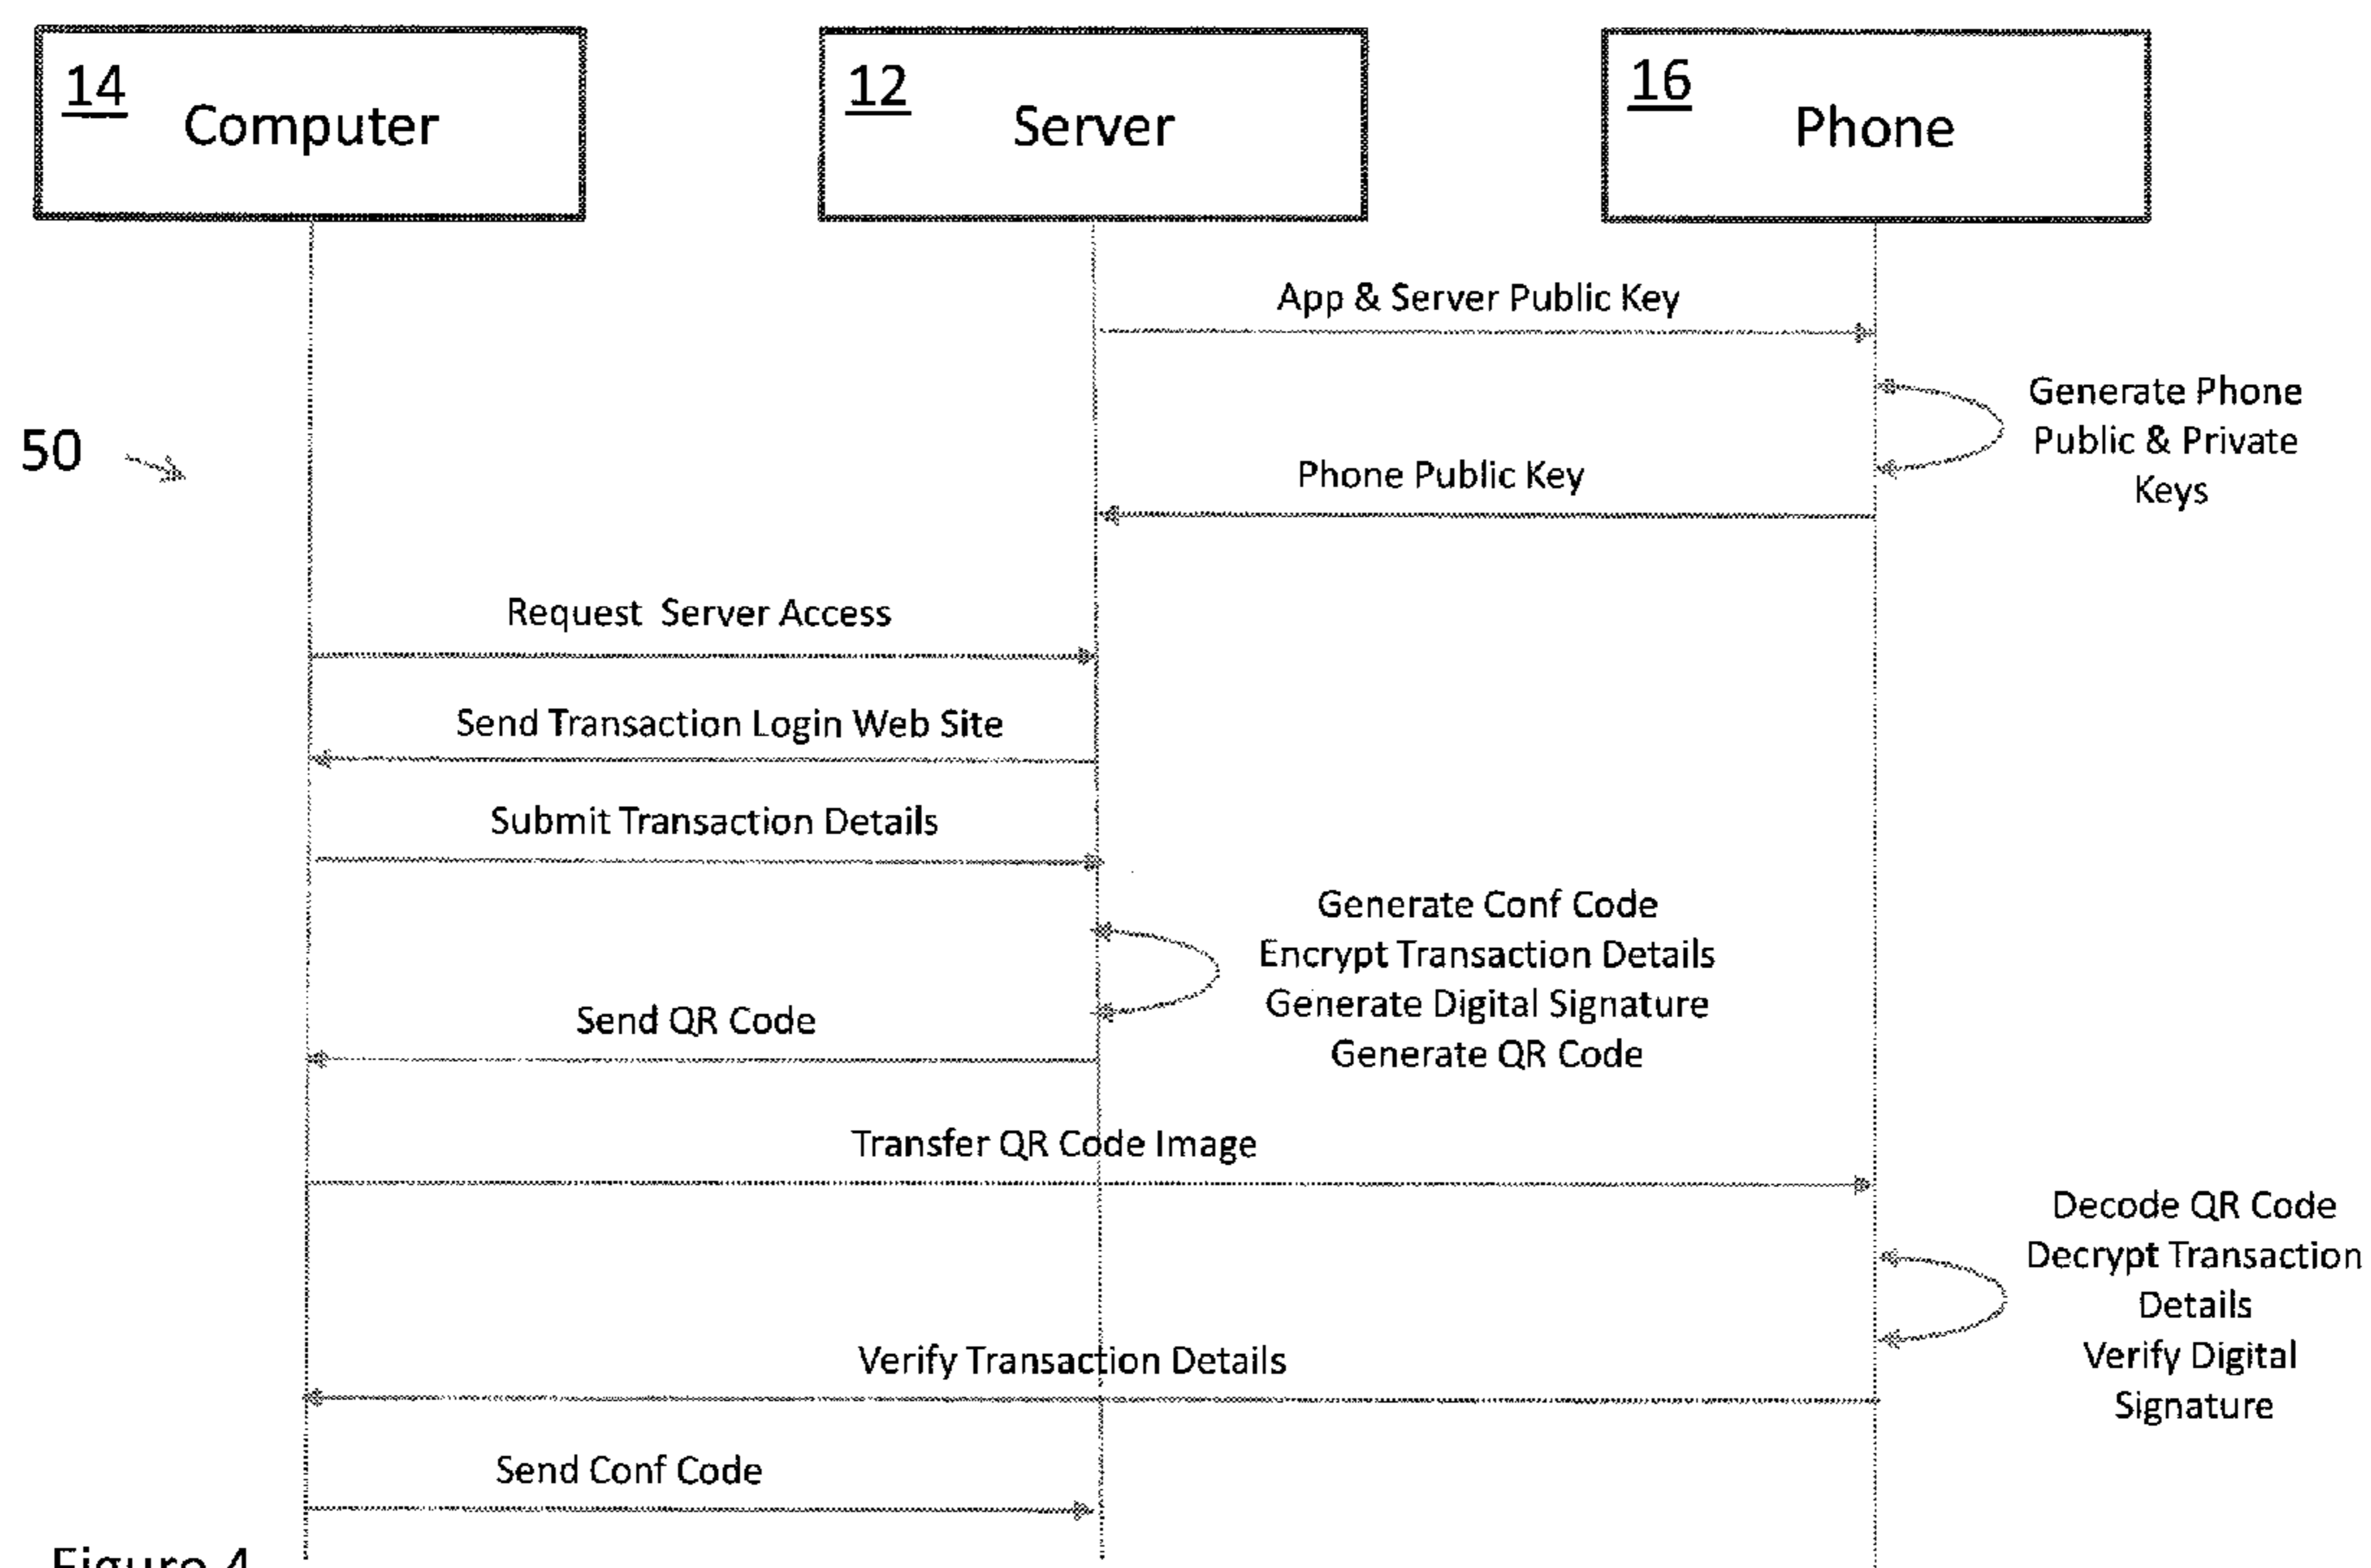 14
Computer
12
Server
16
Phone
App & Server Public Key
Generate Phone
Public & Private
Keys
50
Phone Public Key
Request Server Access
Send Transaction Login Web Site
Submit Transaction Details
Generate Conf Code
Encrypt Transaction Details
Generate Digital Signature
Generate QR Code
Send QR Code
Transfer QR Code Image
Decode QR Code
Decrypt Transaction
Details
Verify Digital
Signature
Verify Transaction Details
Send Conf Code
Figure 4